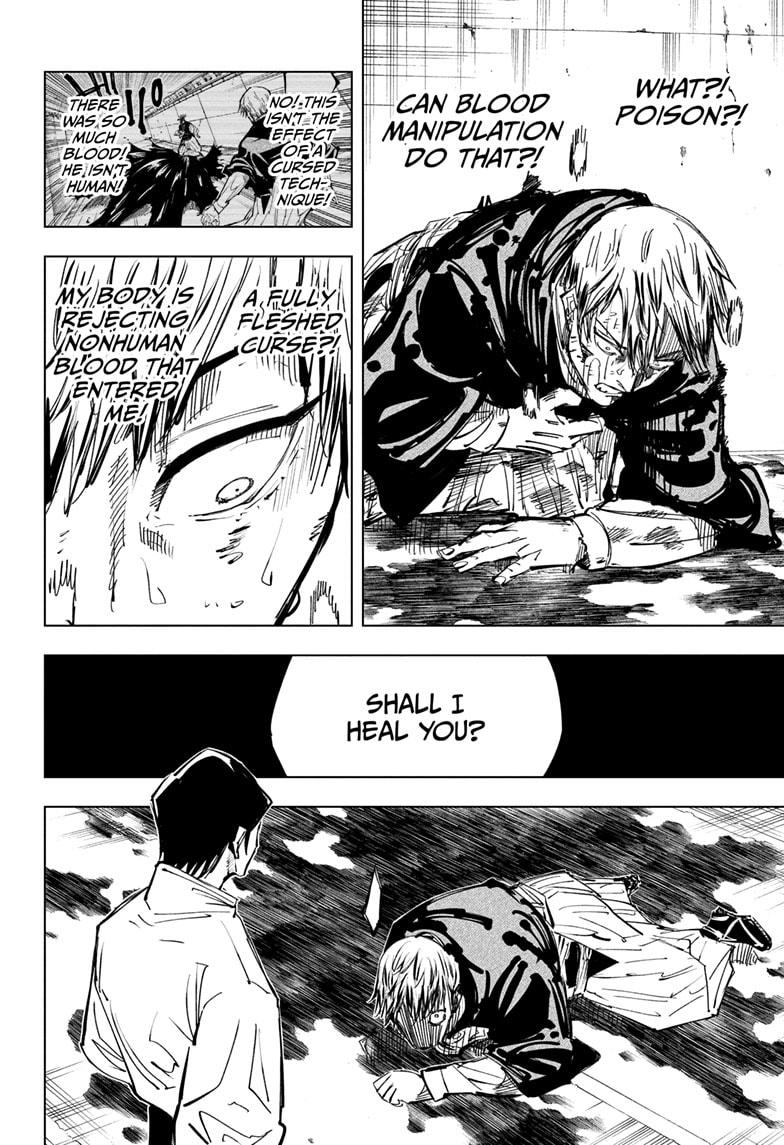 WHAT?!
POISON?!
CAN BLOOD
MANIPULATION
DO THAT?!
NO! THIS
ISN'T THE
EFFECT
OF A
CURSED
TECH-
NIQUE!
THERE
WAS SO
MUCH
BLOOD!
HE ISN'T
HUMAN!
A FULLY
FLESHED
CURSE?!
MY BODY IS
REJECTING
NONHUMAN
BLOOD THAT
ENTERED
ME!
SHALL I
HEAL YOU?